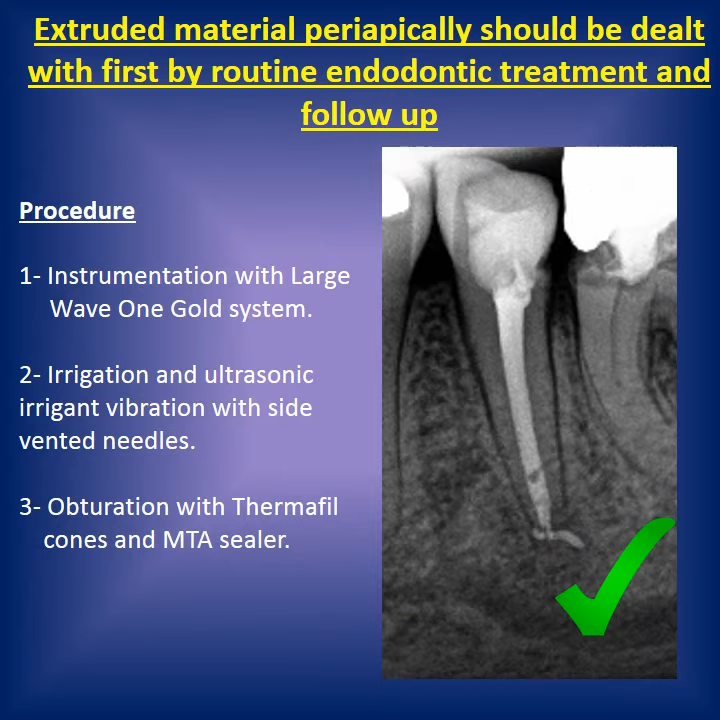 Extruded material periapically should be dealt
with first by routine endodontic treatment and
follow up
Procedure
1- Instrumentation with Large
Wave One Gold system.
2- Irrigation and ultrasonic
irrigant vibration with side
vented needles.
3- Obturation with Thermafil
cones and MTA sealer.